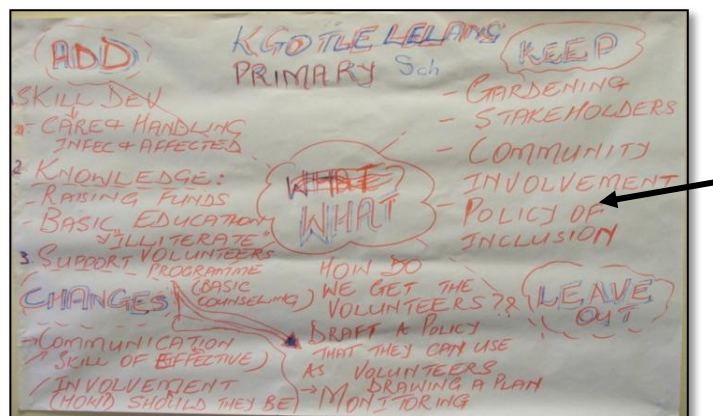 KGOTLELELANG
PRIMARY Sch
ADD
1 SKILL DEV
- CARE & HANDLING
INFEC & AFFECTED
2. KNOWLEDGE:
- RAISING FUNDS
- BASIC EDUCATION
"ILLITERATE"
3. SUPPORT VOLUNTEERS
PROGRAMME
(BASIC
COUNSELING)
CHANGES
- COMMUNICATION
SKILL OF EFFECTIVE)
INVOLVEMENT
(HOW) SHOULD THEY BE)
WHAT
WHAT
KEEP
- GARDENING
- STAKEHOLDERS
- COMMUNITY
INVOLVEMENT
- POLICY OF
INCLUSION
LEAVE
OUT
HOW DO
WE GET THE
VOLUNTEERS??
DRAFT A POLICY
THAT THEY CAN USE
AS VOLUNTEERS
→ DRAWING A PLAN
MONITORING